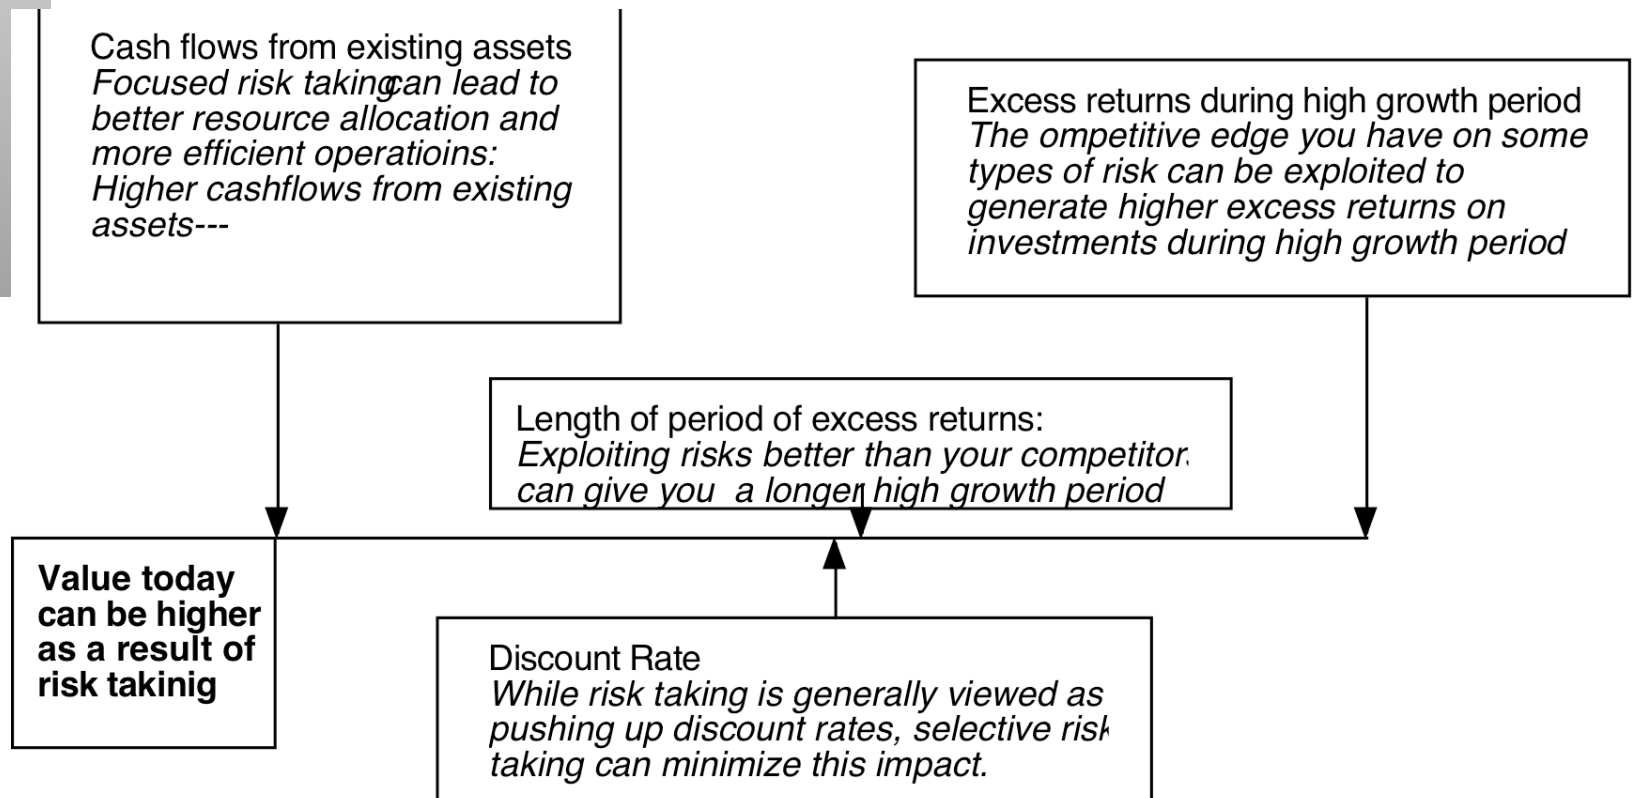 Cash flows from existing assets
Focused risk taking can lead to
better resource allocation and
more efficient operatioins:
Higher cashflows from existing
assets---
Excess returns during high growth period
The ompetitive edge you have on some
types of risk can be exploited to
generate higher excess returns on
investments during high growth period
Length of period of excess returns:
Exploiting risks better than your competitor
can give you  a longer high growth period
Value today
can be higher
as a result of
risk takinig
Discount Rate
While risk taking is generally viewed as
pushing up discount rates, selective risk
taking can minimize this impact.